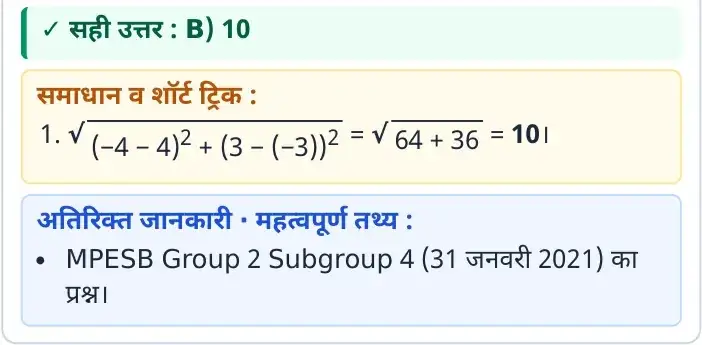 ✓ सही उत्तर : B) 10
समाधान व शॉर्ट ट्रिक :
1. √(−4 − 4)² + (3 − (−3))² = √64 + 36 = 10।
अतिरिक्त जानकारी · महत्वपूर्ण तथ्य :
• MPESB Group 2 Subgroup 4 (31 जनवरी 2021) का
प्रश्न।